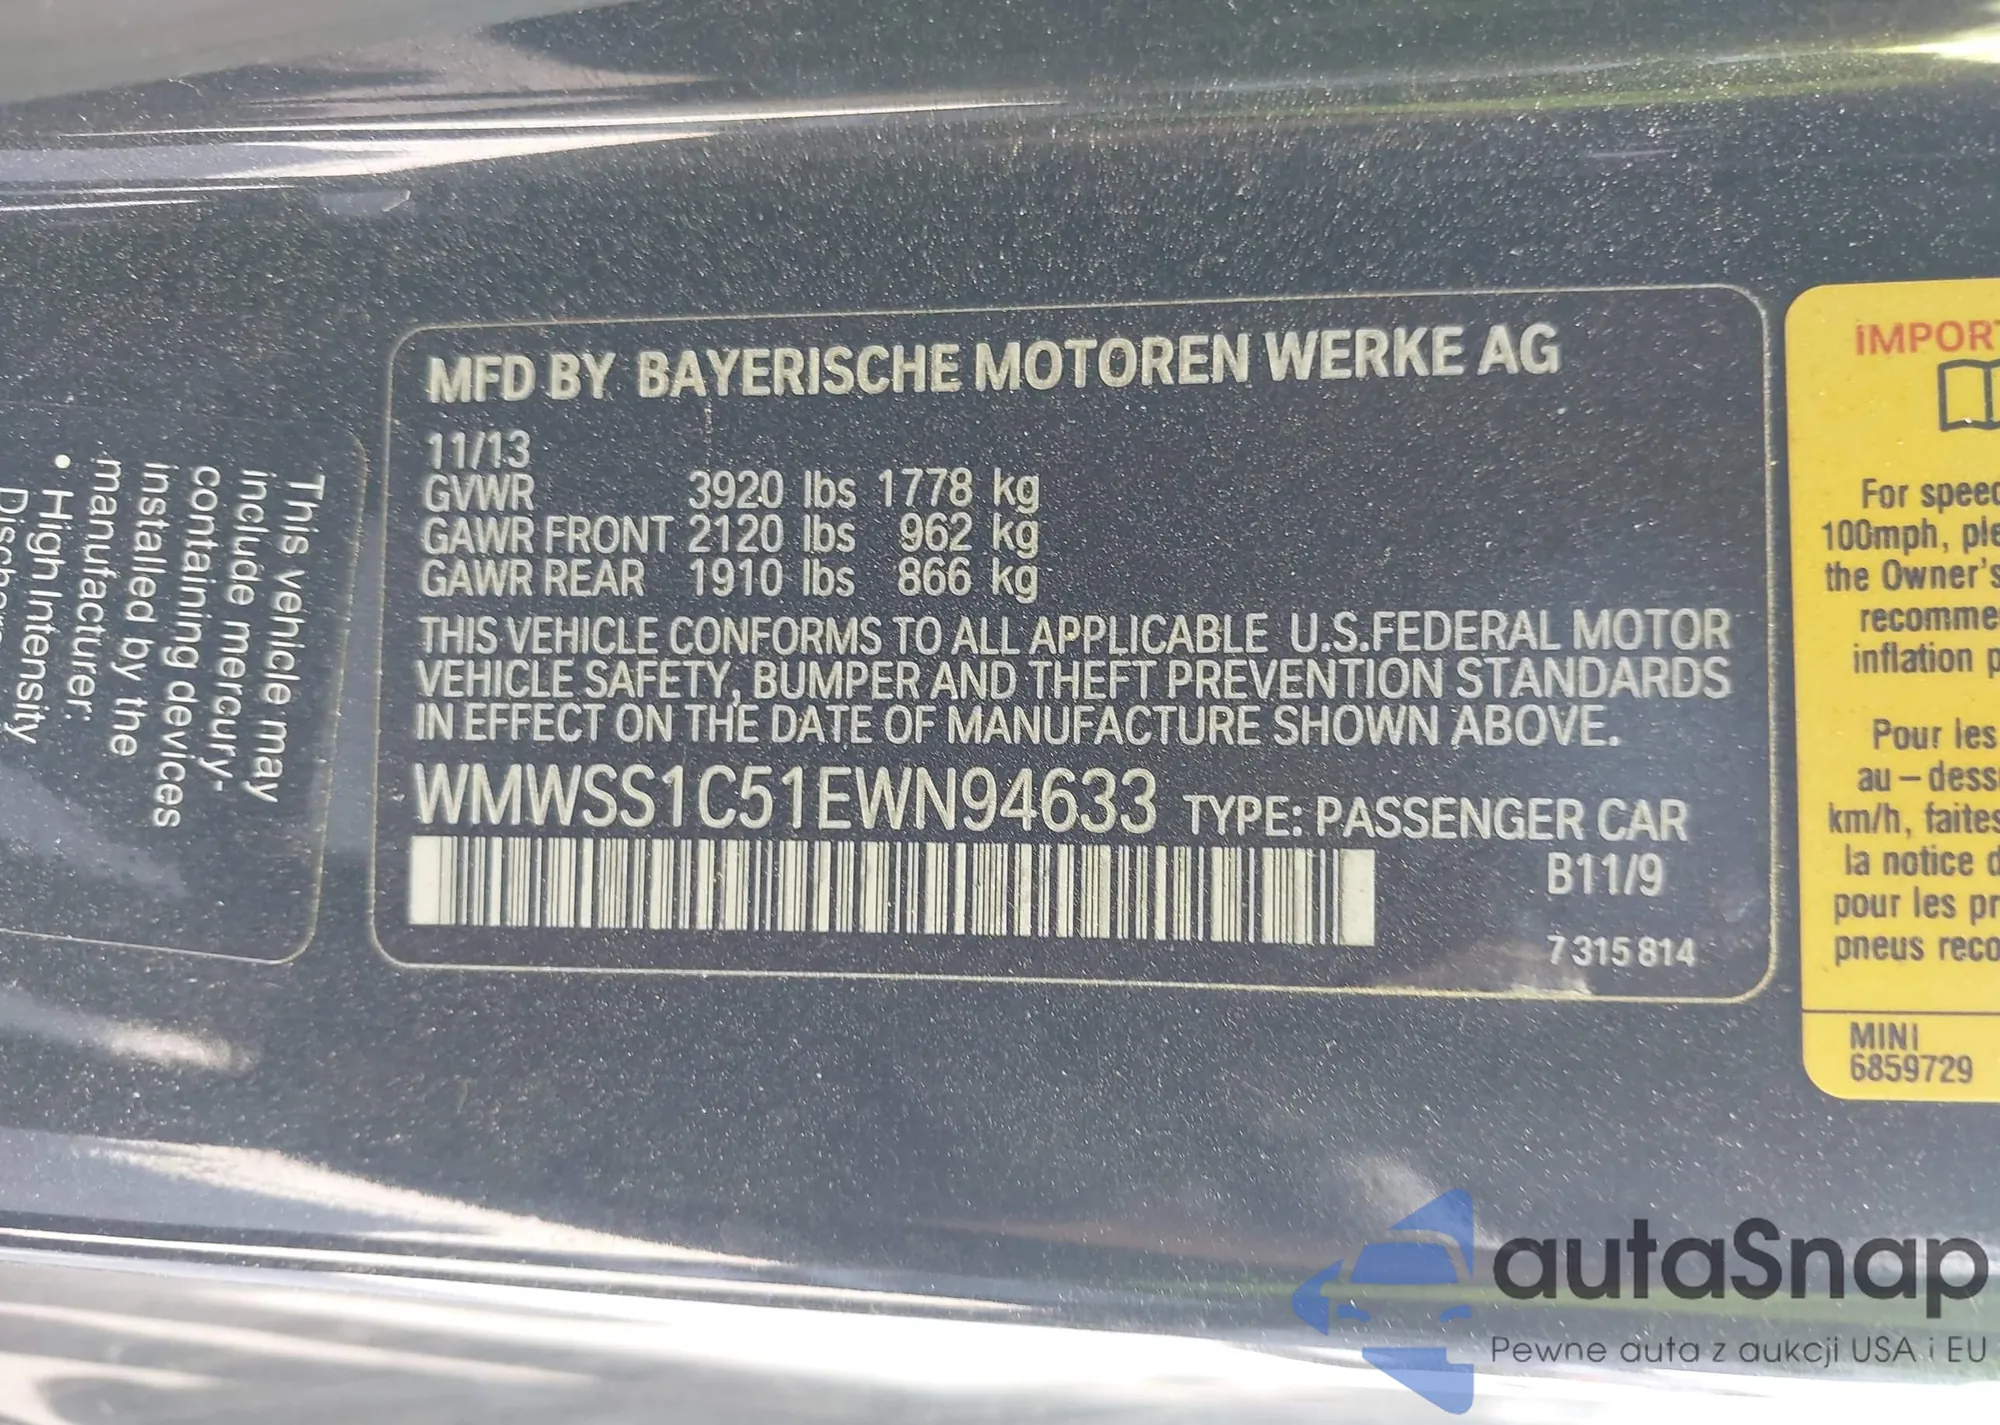 This vehicle may
include mercury-
containing devices
installed by the
manufacturer:
• High Intensity
MFD BY BAYERISCHE MOTOREN WERKE AG
11/13
GVWR 3920 lbs 1778 kg
GAWR FRONT 2120 lbs 962 kg
GAWR REAR 1910 lbs 866 kg
THIS VEHICLE CONFORMS TO ALL APPLICABLE U.S.FEDERAL MOTOR
VEHICLE SAFETY, BUMPER AND THEFT PREVENTION STANDARDS
IN EFFECT ON THE DATE OF MANUFACTURE SHOWN ABOVE.
WMWSS1C51EWN94633 TYPE: PASSENGER CAR
B11/9
7 315 814
IMPORT
For speed
100mph, ple
the Owner's
recomme
inflation p
Pour les
au – dess
km/h, faites
la notice d
pour les pr
pneus reco
MINI
6859729
autaSnap
Pewne auta z aukcji USA i EU